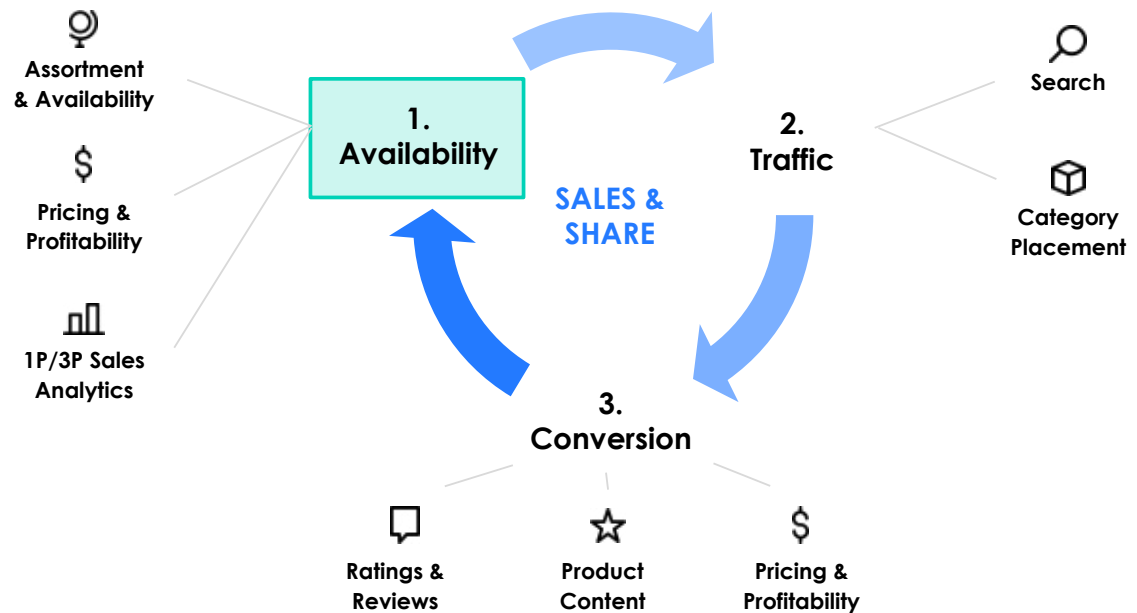 Assortment
& Availability
$
Pricing &
Profitability
1P/3P Sales
Analytics
1.
Availability
SALES &
SHARE
2.
Traffic
Search
Category
Placement
3.
Conversion
Ratings &
Reviews
Product
Content
$
Pricing &
Profitability